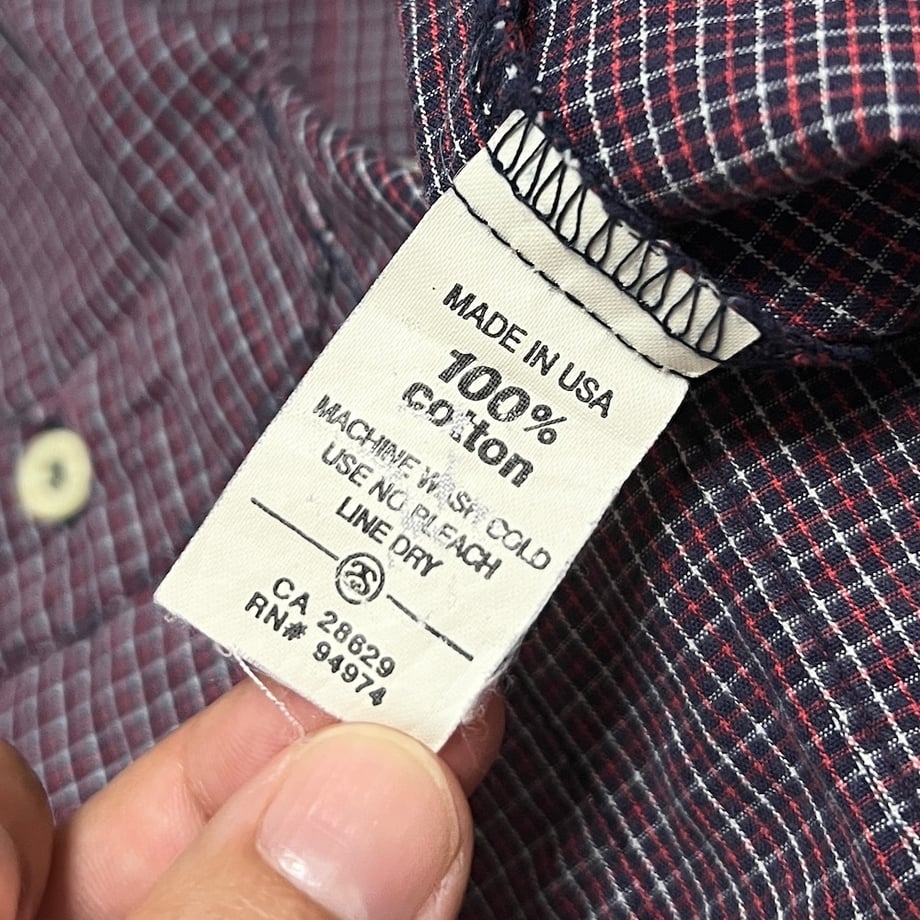 MADE IN USA
100%
cotton
MACHINE WASH COLD
USE NO BLEACH
LINE DRY
CA 28629
RN# 94974